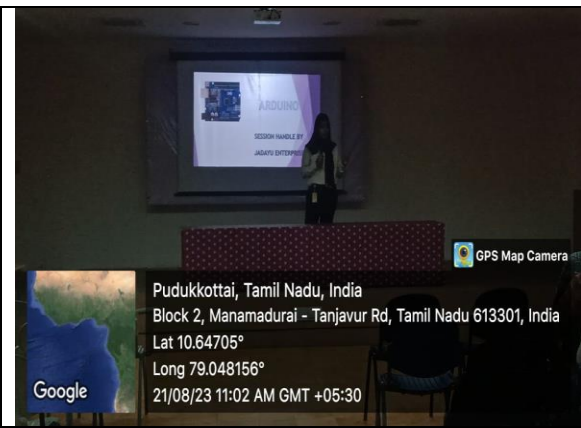 ARDUINO
SESSION HANDLE BY
JADAYU ENTERPRIS
GPS Map Camera
Pudukkottai, Tamil Nadu, India
Block 2, Manamadurai - Tanjavur Rd, Tamil Nadu 613301, India
Lat 10.64705°
Long 79.048156°
21/08/23 11:02 AM GMT +05:30
Google